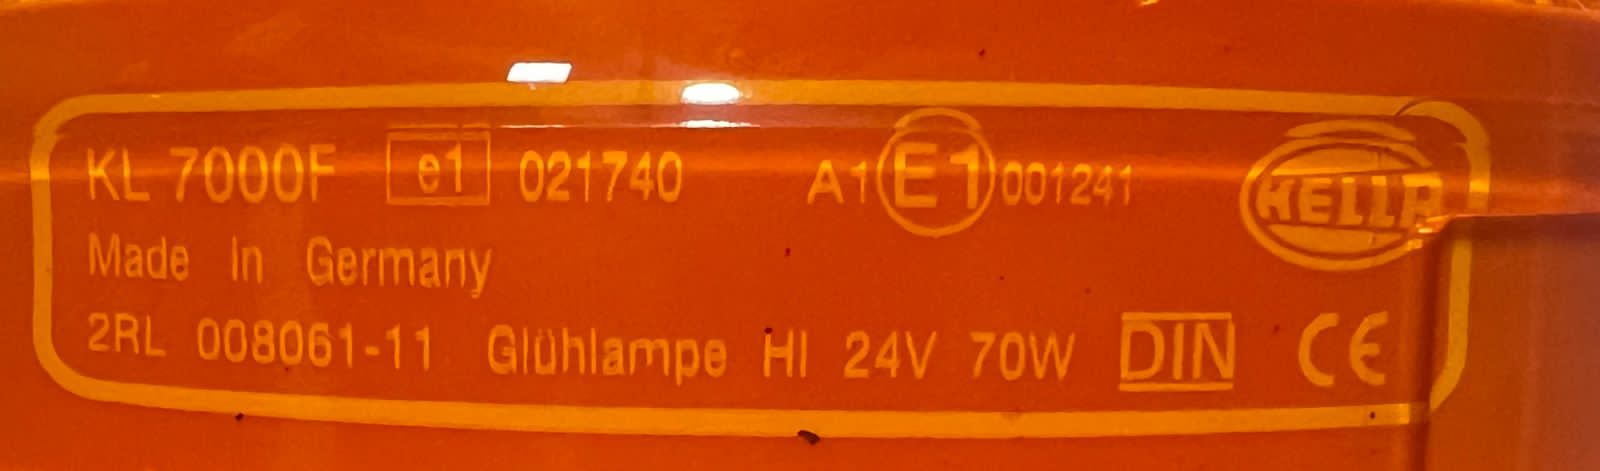 KL 7000F e1 021740 A1 E1 001241 HELLA
Made In Germany
2RL 008061-11 Glühlampe HI 24V 70W DIN CE